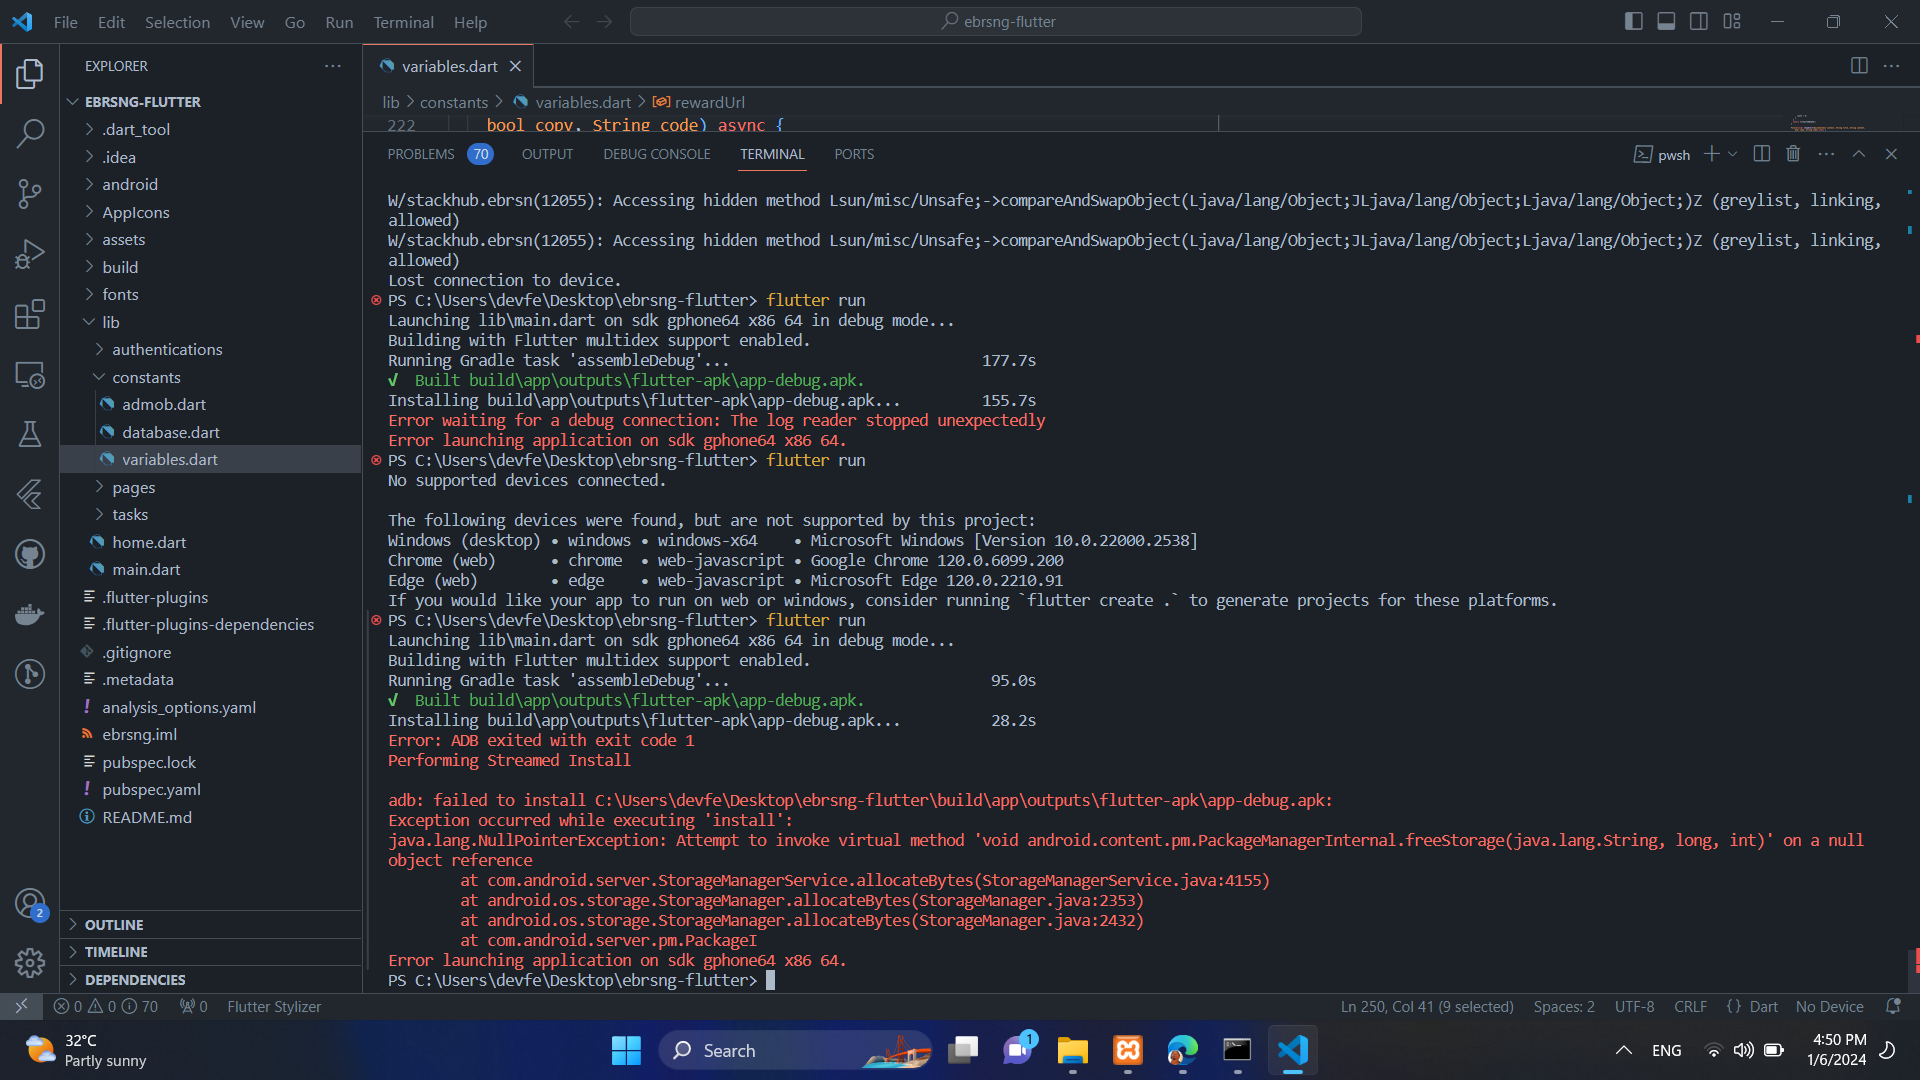 File Edit Selection View Go Run Terminal Help
ebrsng-flutter
EXPLORER
EBRSNG-FLUTTER
.dart_tool
.idea
android
AppIcons
assets
build
fonts
lib
authentications
constants
admob.dart
database.dart
variables.dart
pages
tasks
home.dart
main.dart
.flutter-plugins
.flutter-plugins-dependencies
.gitignore
.metadata
analysis_options.yaml
ebrsng.iml
pubspec.lock
pubspec.yaml
README.md
OUTLINE
TIMELINE
DEPENDENCIES
2
variables.dart
lib > constants > variables.dart > rewardUrl
222 bool copy, String code) async {
PROBLEMS 70 OUTPUT DEBUG CONSOLE TERMINAL PORTS
pwsh
W/stackhub.ebrsn(12055): Accessing hidden method Lsun/misc/Unsafe;->compareAndSwapObject(Ljava/lang/Object;JLjava/lang/Object;Ljava/lang/Object;)Z (greylist, linking,
allowed)
W/stackhub.ebrsn(12055): Accessing hidden method Lsun/misc/Unsafe;->compareAndSwapObject(Ljava/lang/Object;JLjava/lang/Object;Ljava/lang/Object;)Z (greylist, linking,
allowed)
Lost connection to device.
PS C:\Users\devfe\Desktop\ebrsng-flutter> flutter run
Launching lib\main.dart on sdk gphone64 x86 64 in debug mode...
Building with Flutter multidex support enabled.
Running Gradle task 'assembleDebug'... 177.7s
√ Built build\app\outputs\flutter-apk\app-debug.apk.
Installing build\app\outputs\flutter-apk\app-debug.apk... 155.7s
Error waiting for a debug connection: The log reader stopped unexpectedly
Error launching application on sdk gphone64 x86 64.
PS C:\Users\devfe\Desktop\ebrsng-flutter> flutter run
No supported devices connected.
The following devices were found, but are not supported by this project:
Windows (desktop) • windows • windows-x64 • Microsoft Windows [Version 10.0.22000.2538]
Chrome (web) • chrome • web-javascript • Google Chrome 120.0.6099.200
Edge (web) • edge • web-javascript • Microsoft Edge 120.0.2210.91
If you would like your app to run on web or windows, consider running `flutter create .` to generate projects for these platforms.
PS C:\Users\devfe\Desktop\ebrsng-flutter> flutter run
Launching lib\main.dart on sdk gphone64 x86 64 in debug mode...
Building with Flutter multidex support enabled.
Running Gradle task 'assembleDebug'... 95.0s
√ Built build\app\outputs\flutter-apk\app-debug.apk.
Installing build\app\outputs\flutter-apk\app-debug.apk... 28.2s
Error: ADB exited with exit code 1
Performing Streamed Install
adb: failed to install C:\Users\devfe\Desktop\ebrsng-flutter\build\app\outputs\flutter-apk\app-debug.apk:
Exception occurred while executing 'install':
java.lang.NullPointerException: Attempt to invoke virtual method 'void android.content.pm.PackageManagerInternal.freeStorage(java.lang.String, long, int)' on a null
object reference
at com.android.server.StorageManagerService.allocateBytes(StorageManagerService.java:4155)
at android.os.storage.StorageManager.allocateBytes(StorageManager.java:2353)
at android.os.storage.StorageManager.allocateBytes(StorageManager.java:2432)
at com.android.server.pm.PackageI
Error launching application on sdk gphone64 x86 64.
PS C:\Users\devfe\Desktop\ebrsng-flutter>
0 0 70 0 Flutter Stylizer
Ln 250, Col 41 (9 selected) Spaces: 2 UTF-8 CRLF {} Dart No Device
32°C
Partly sunny
Search
1
ENG
4:50 PM
1/6/2024